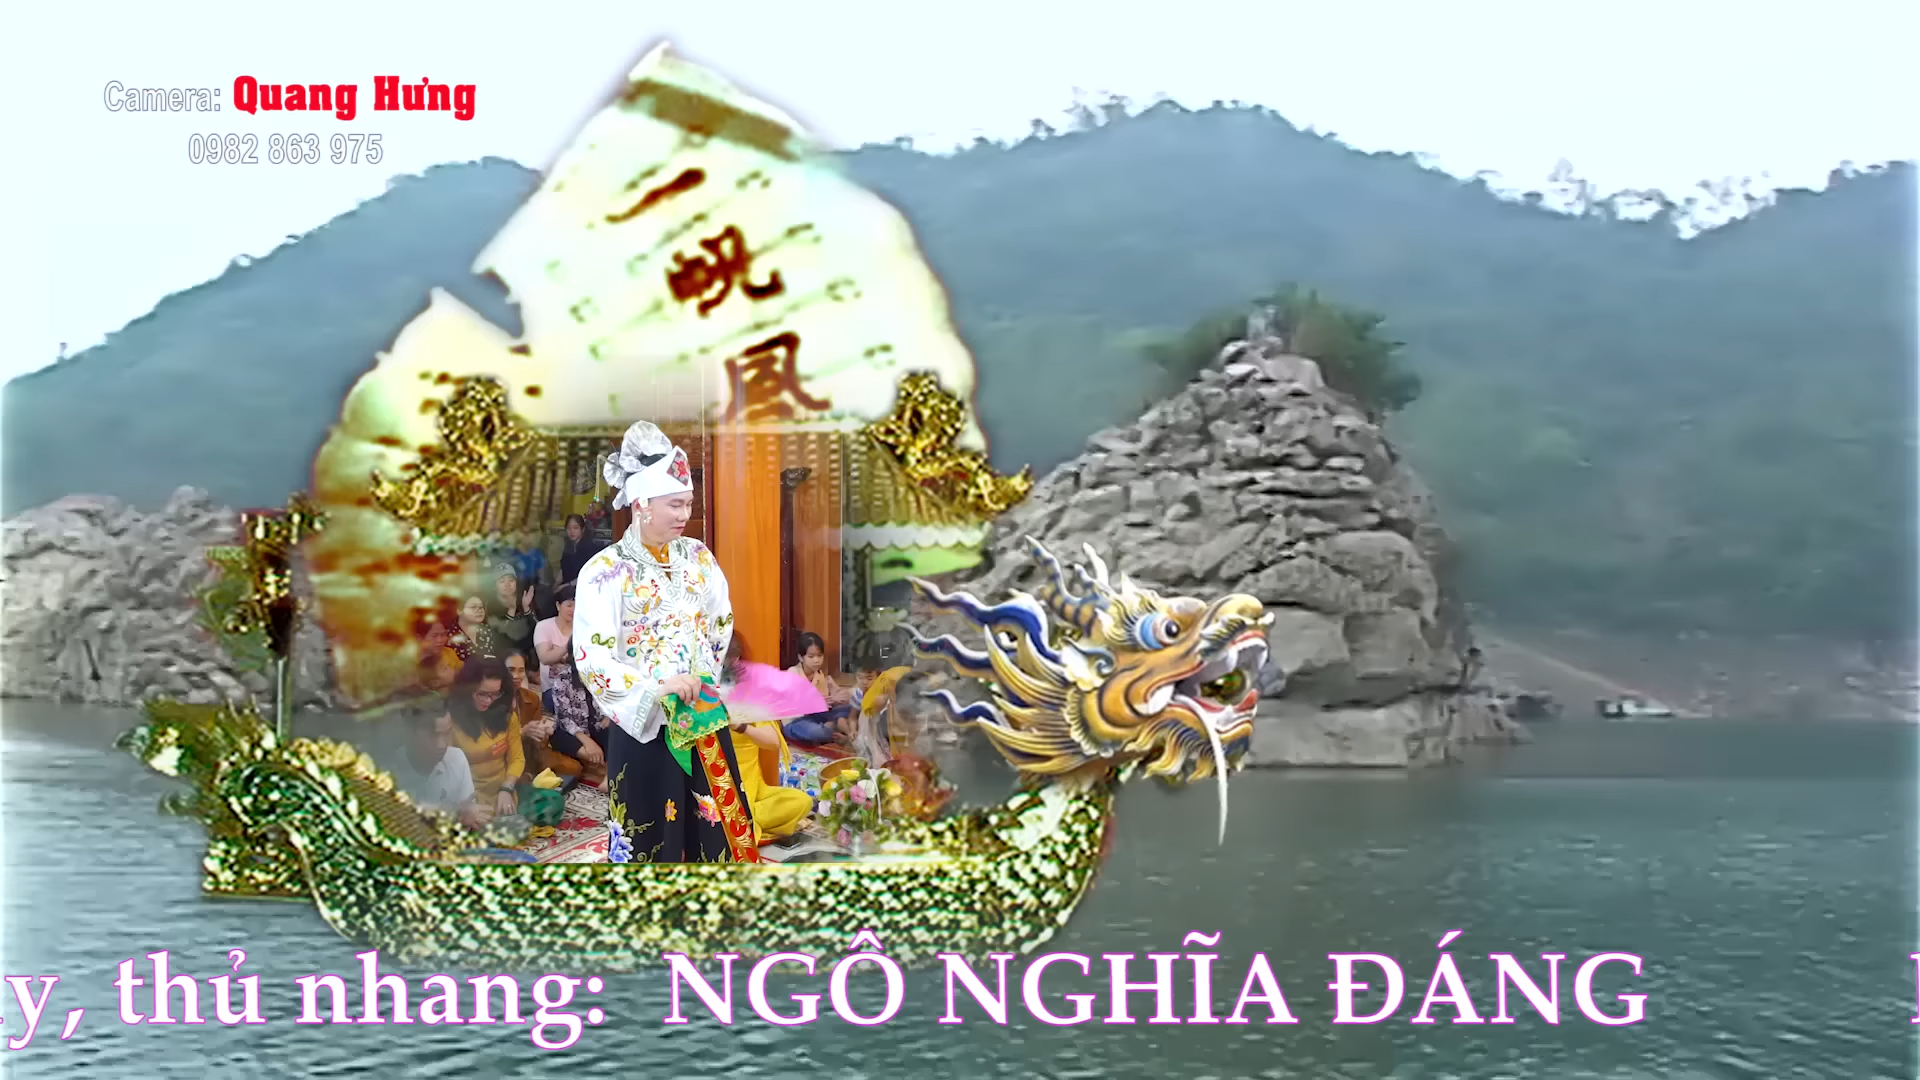 Camera: Quang Hưng
0982 863 975
一
帆
風
thủ nhang: NGÔ NGHĨA ĐÁNG